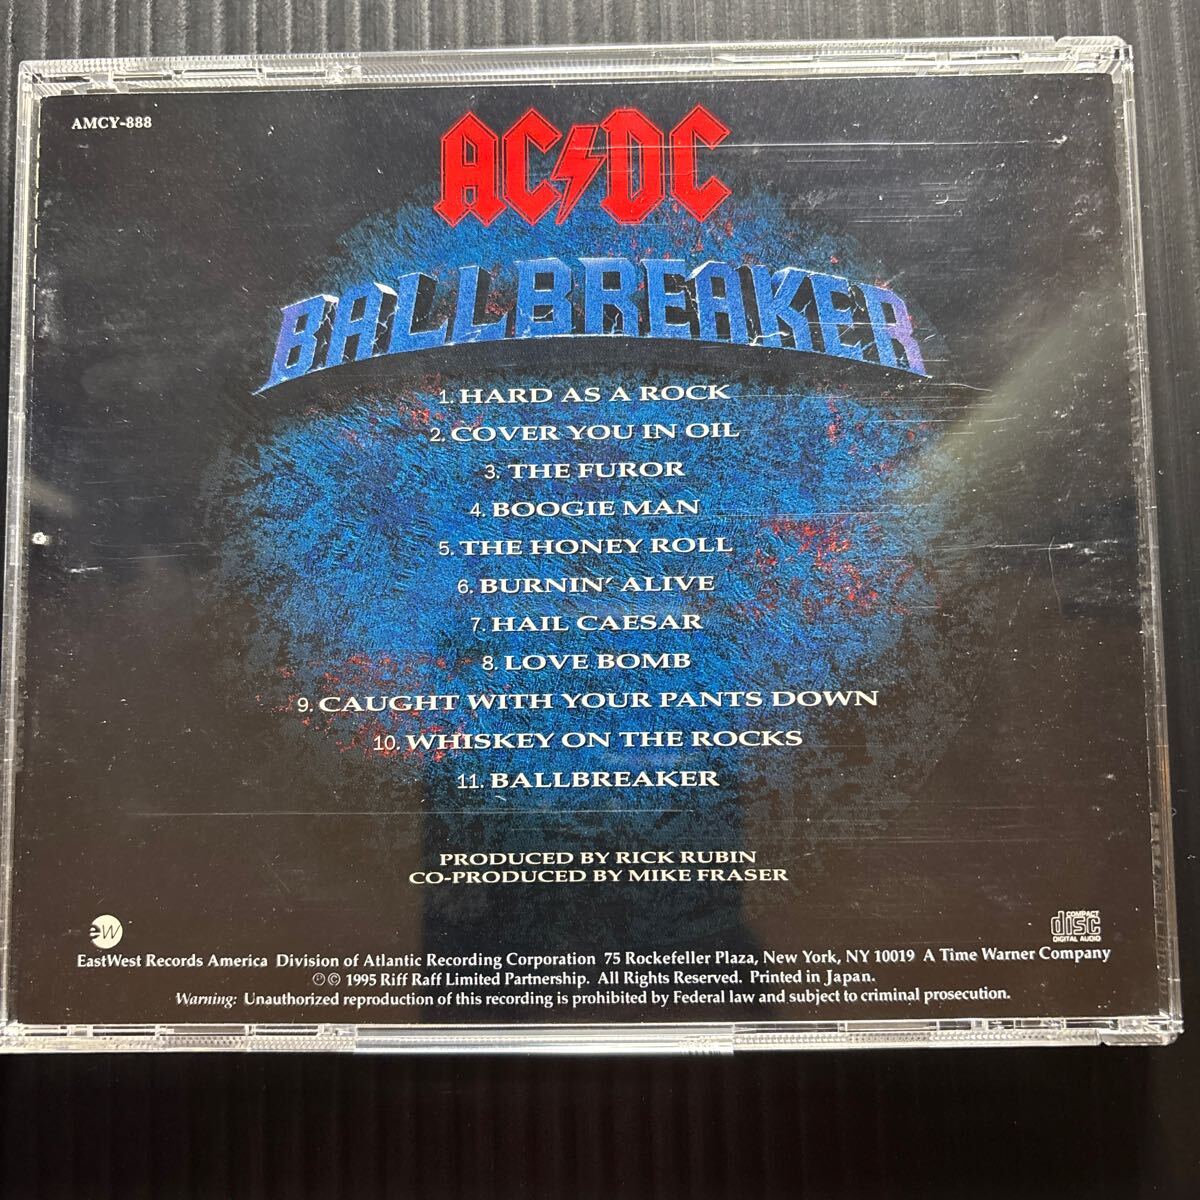 AMCY-888
AC⚡DC
BALLBREAKER
1. HARD AS A ROCK
2. COVER YOU IN OIL
3. THE FUROR
4. BOOGIE MAN
5. THE HONEY ROLL
6. BURNIN' ALIVE
7. HAIL CAESAR
8. LOVE BOMB
9. CAUGHT WITH YOUR PANTS DOWN
10. WHISKEY ON THE ROCKS
11. BALLBREAKER
PRODUCED BY RICK RUBIN
CO-PRODUCED BY MIKE FRASER
ew
COMPACT
disc
DIGITAL AUDIO
EastWest Records America Division of Atlantic Recording Corporation 75 Rockefeller Plaza, New York, NY 10019 A Time Warner Company
℗© 1995 Riff Raff Limited Partnership. All Rights Reserved. Printed in Japan.
Warning: Unauthorized reproduction of this recording is prohibited by Federal law and subject to criminal prosecution.